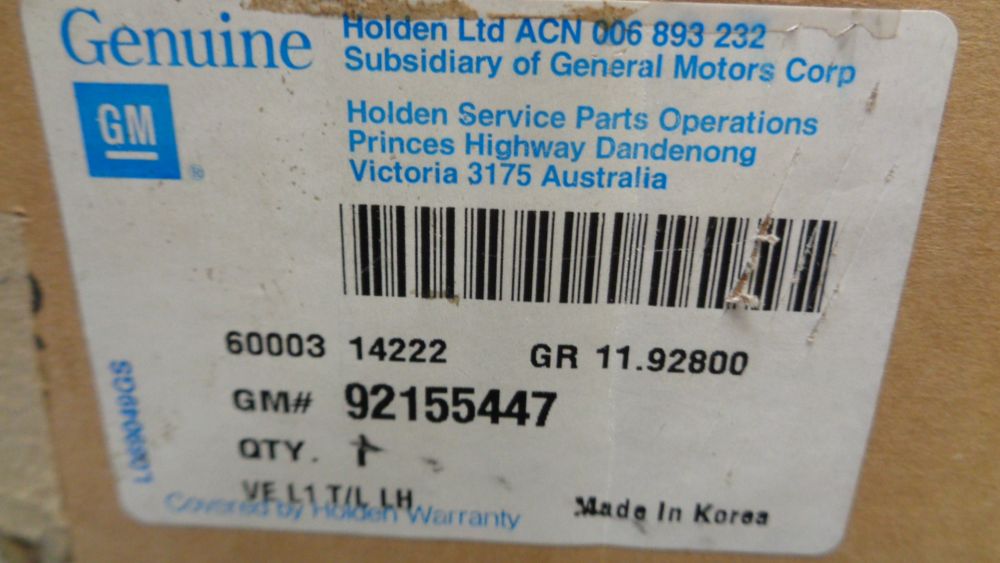 Genuine
GM
®
Holden Ltd ACN 006 893 232
Subsidiary of General Motors Corp
Holden Service Parts Operations
Princes Highway Dandenong
Victoria 3175 Australia
60003 14222 GR 11.92800
GM# 92155447
QTY. 1
VE L1 T/L LH
Made In Korea
Covered by Holden Warranty